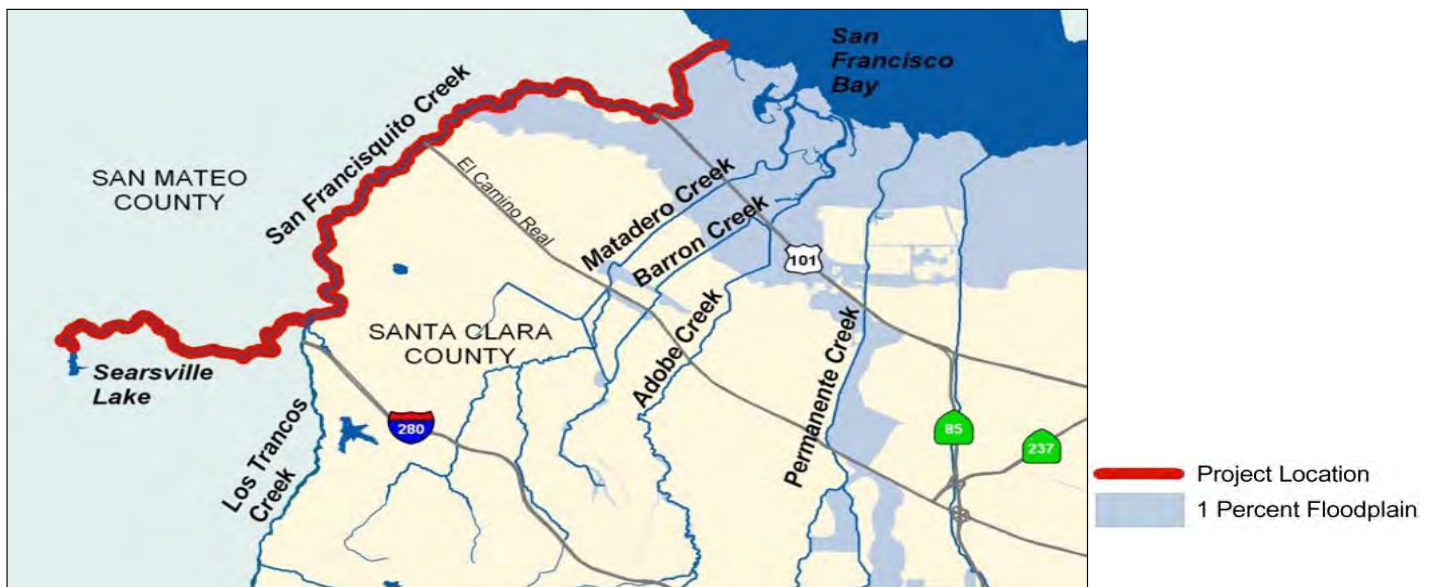 San
Francisco
Bay
San Francisquito Creek
SAN MATEO
COUNTY
El Camino Real
Matadero Creek
Barron Creek
101
SANTA CLARA
COUNTY
Adobe Creek
Permanente Creek
Searsville
Lake
Los Trancos
Creek
280
85
237
Project Location
1 Percent Floodplain